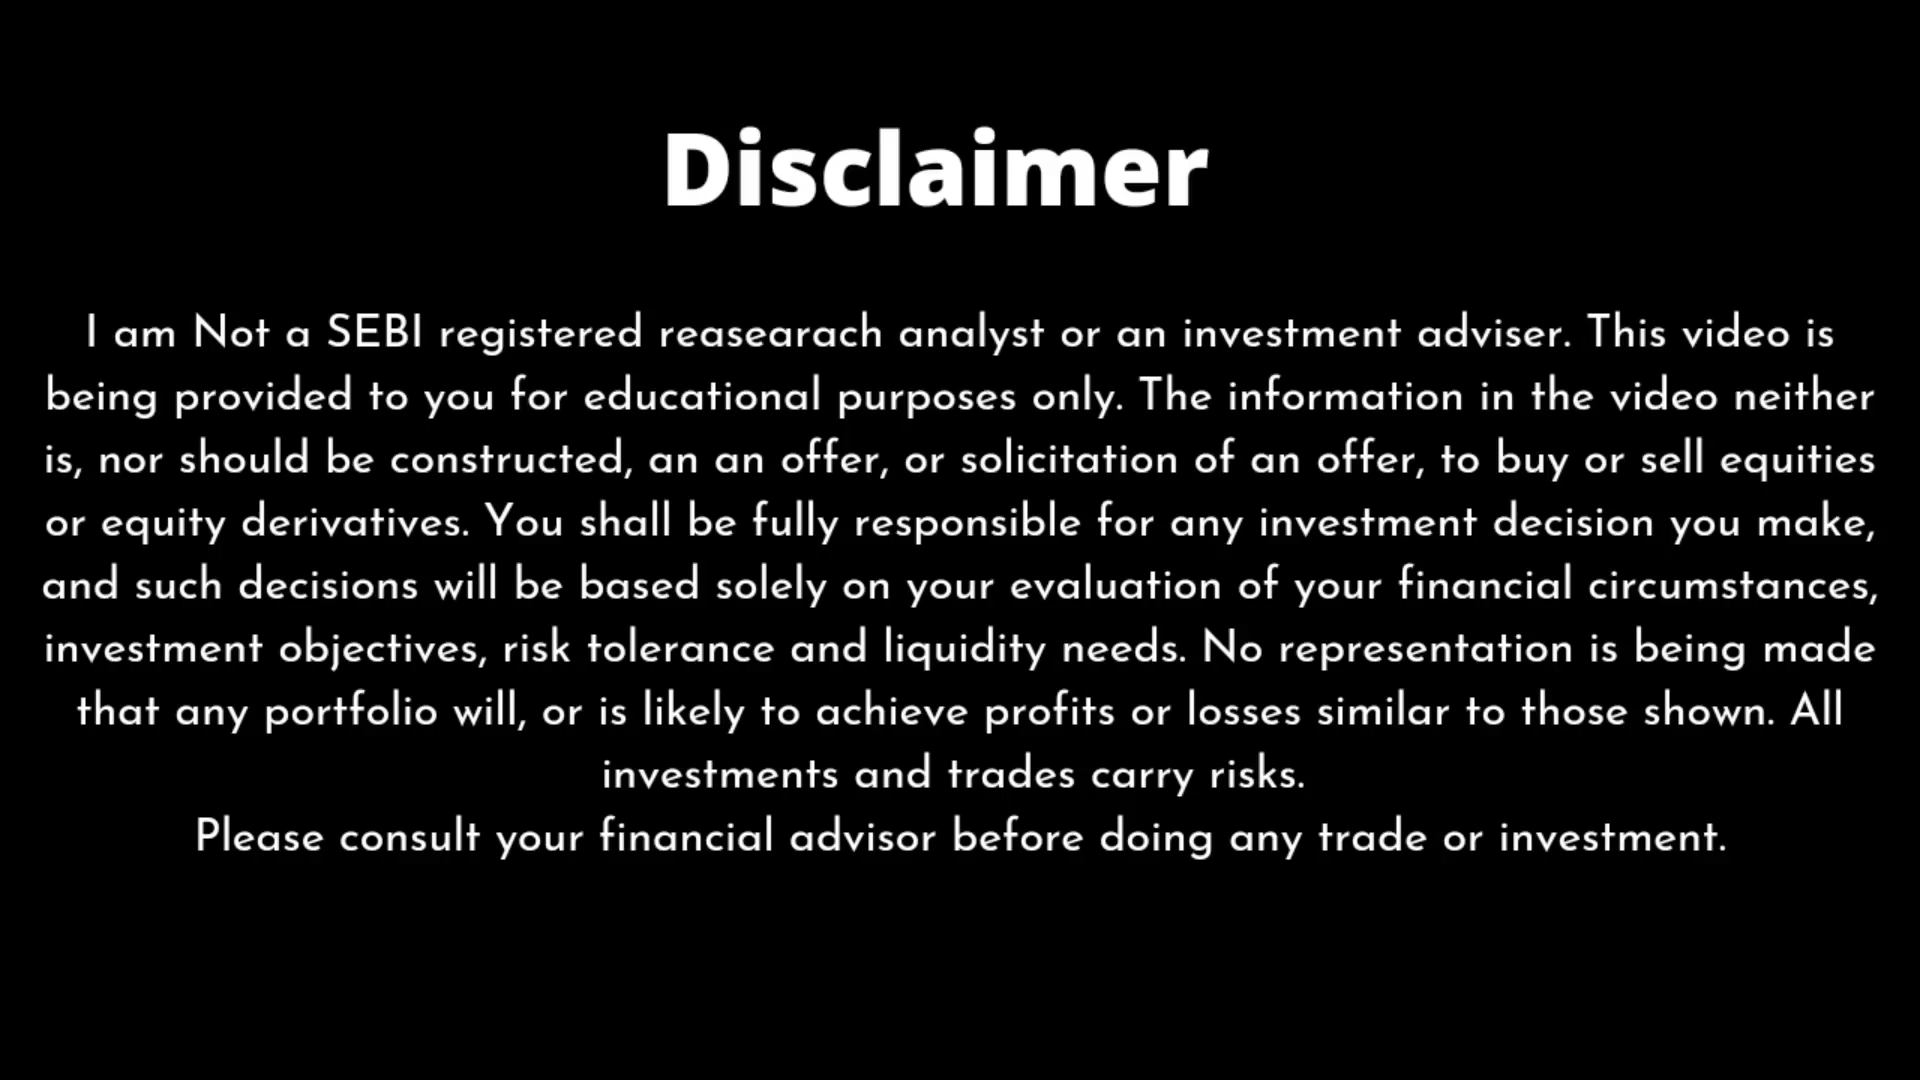 Disclaimer
I am Not a SEBI registered reasearach analyst or an investment adviser. This video is
being provided to you for educational purposes only. The information in the video neither
is, nor should be constructed, an an offer, or solicitation of an offer, to buy or sell equities
or equity derivatives. You shall be fully responsible for any investment decision you make,
and such decisions will be based solely on your evaluation of your financial circumstances,
investment objectives, risk tolerance and liquidity needs. No representation is being made
that any portfolio will, or is likely to achieve profits or losses similar to those shown. All
investments and trades carry risks.
Please consult your financial advisor before doing any trade or investment.